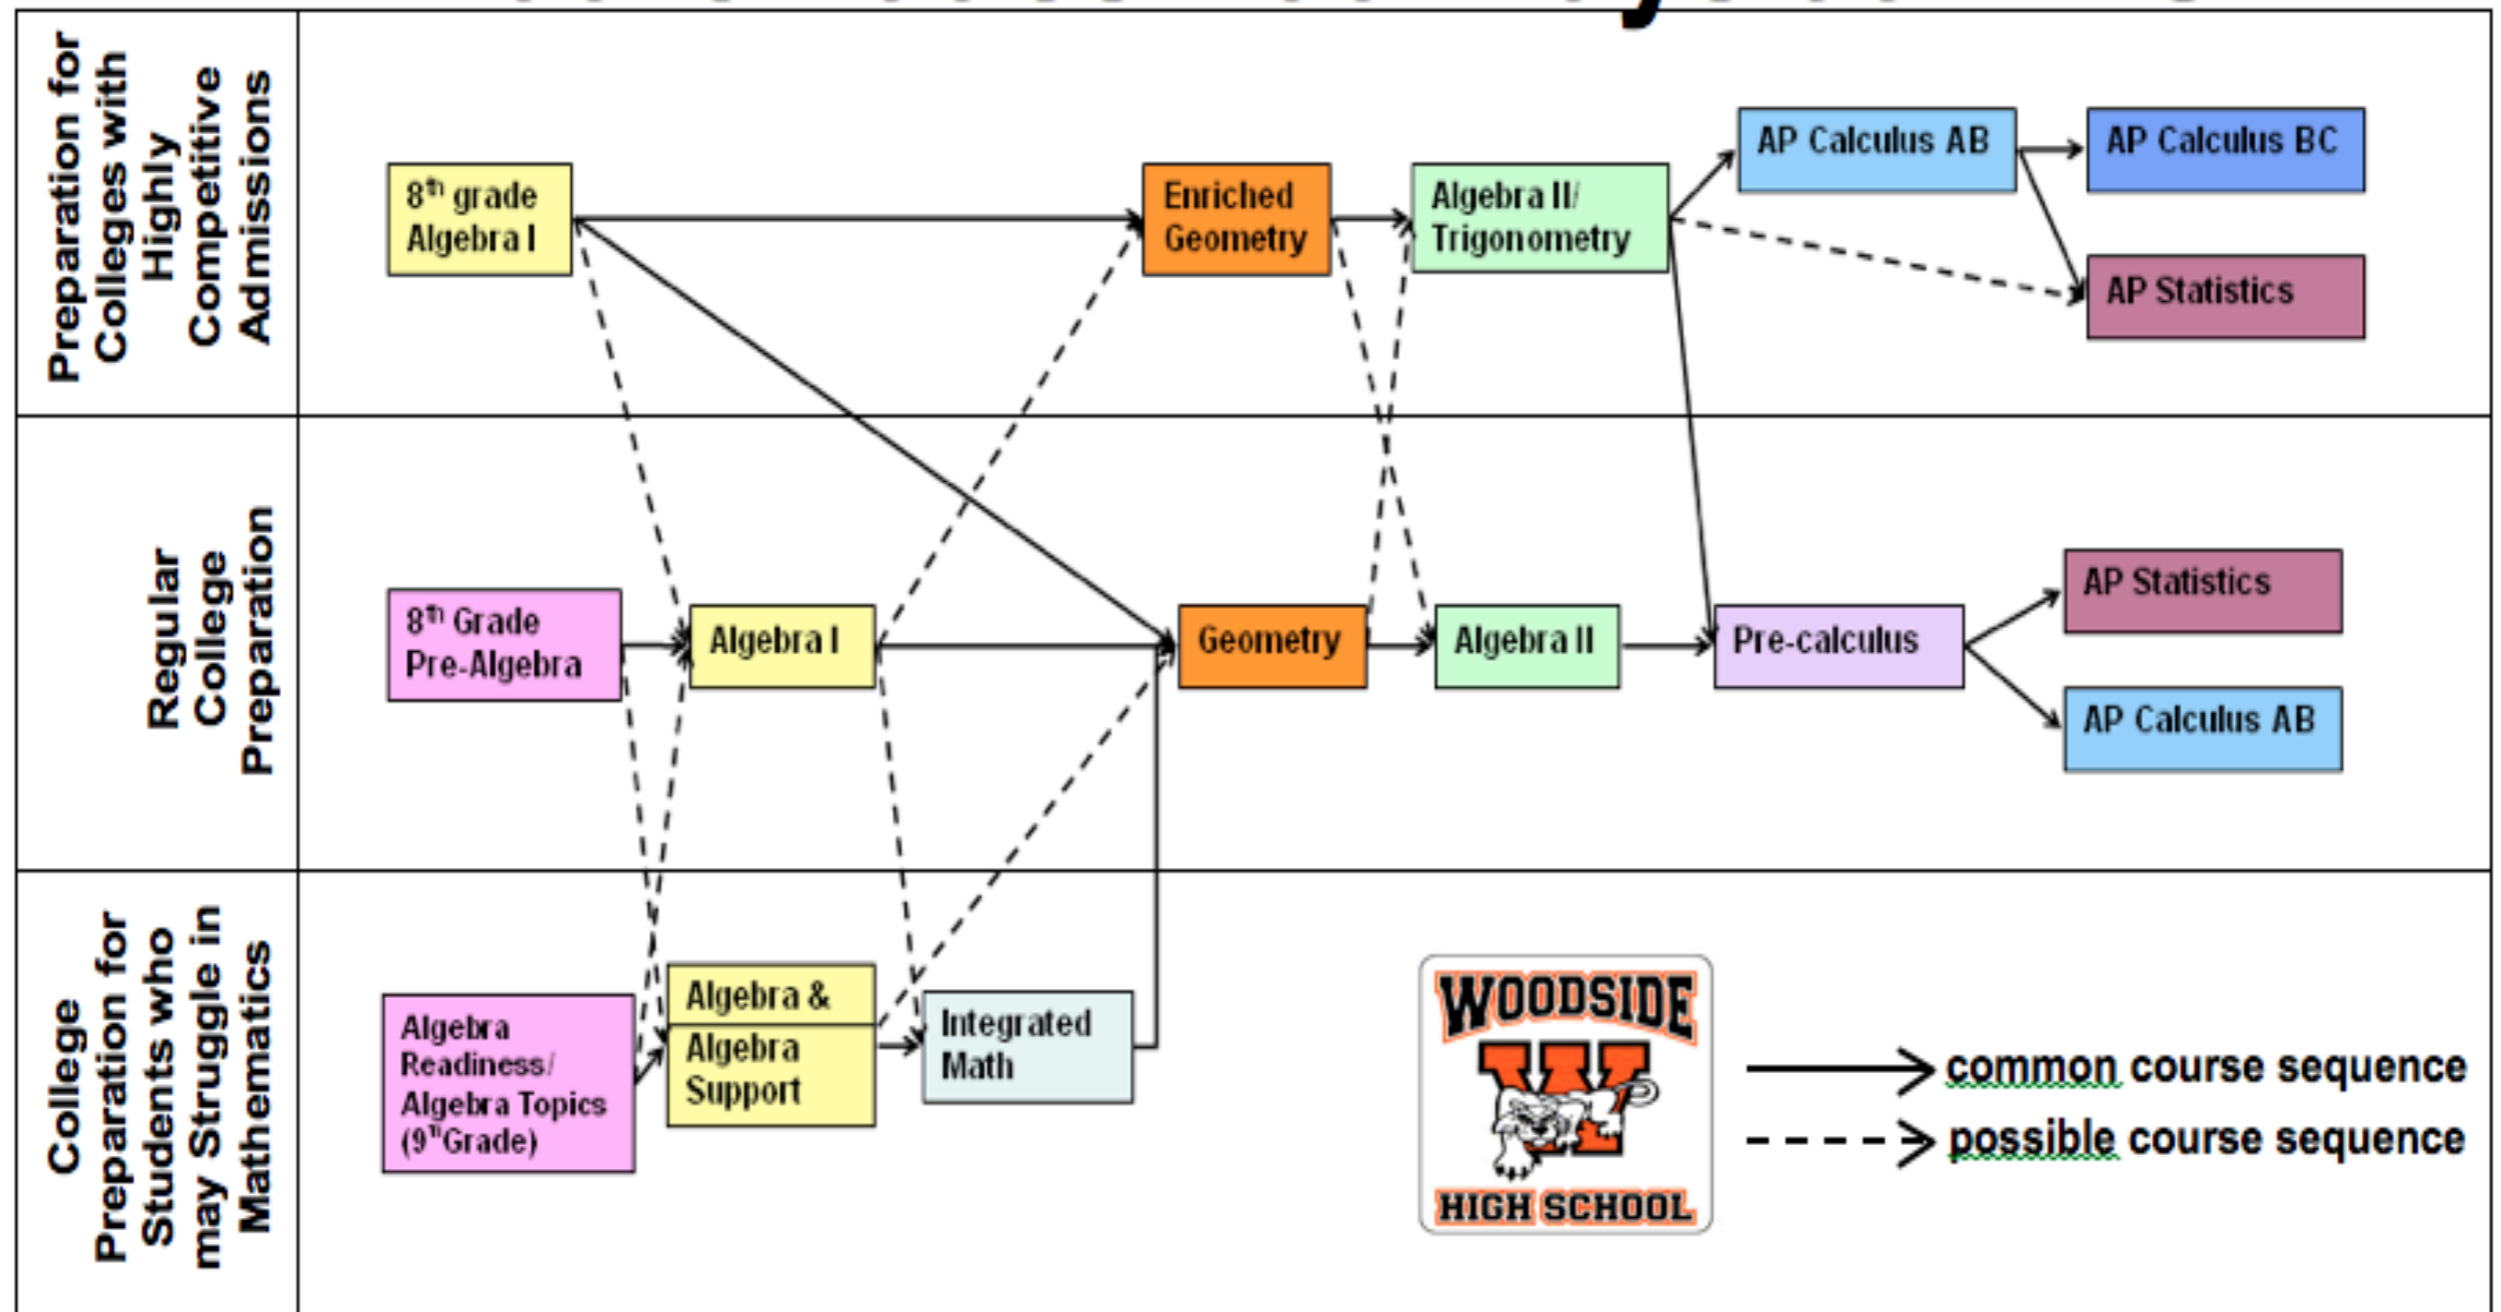 Preparation for
Colleges with
Highly
Competitive
Admissions
8th grade
Algebra I
Enriched
Geometry
Algebra II/
Trigonometry
AP Calculus AB
AP Calculus BC
AP Statistics
Regular
College
Preparation
8th Grade
Pre-Algebra
Algebra I
Geometry
Algebra II
Pre-calculus
AP Statistics
AP Calculus AB
College
Preparation for
Students who
may Struggle in
Mathematics
Algebra
Readiness/
Algebra Topics
(9thGrade)
Algebra &
Algebra
Support
Integrated
Math
WOODSIDE
W
HIGH SCHOOL
common course sequence
possible course sequence